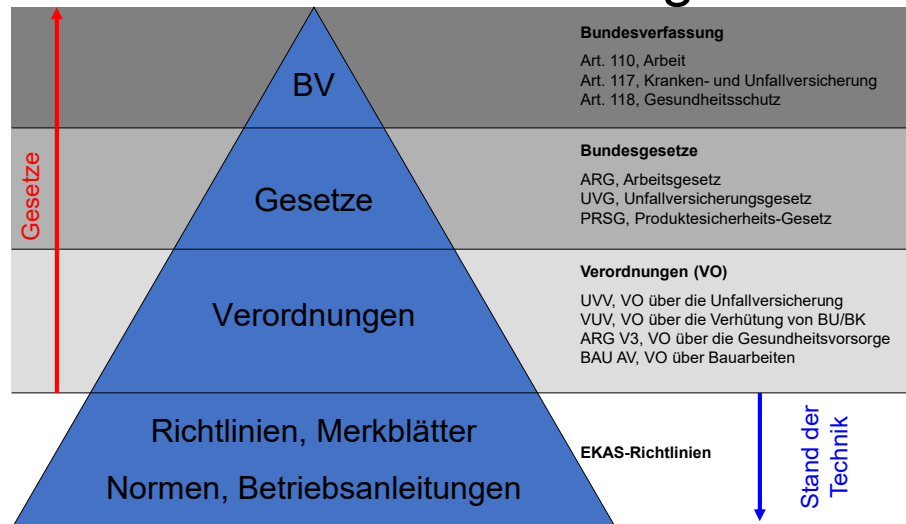 Gesetze
BV
Bundesverfassung
Art. 110, Arbeit
Art. 117, Kranken- und Unfallversicherung
Art. 118, Gesundheitsschutz
Gesetze
Bundesgesetze
ARG, Arbeitsgesetz
UVG, Unfallversicherungsgesetz
PRSG, Produktesicherheits-Gesetz
Verordnungen
Verordnungen (VO)
UVV, VO über die Unfallversicherung
VUV, VO über die Verhütung von BU/BK
ARG V3, VO über die Gesundheitsvorsorge
BAU AV, VO über Bauarbeiten
Richtlinien, Merkblätter
Normen, Betriebsanleitungen
EKAS-Richtlinien
Stand der
Technik